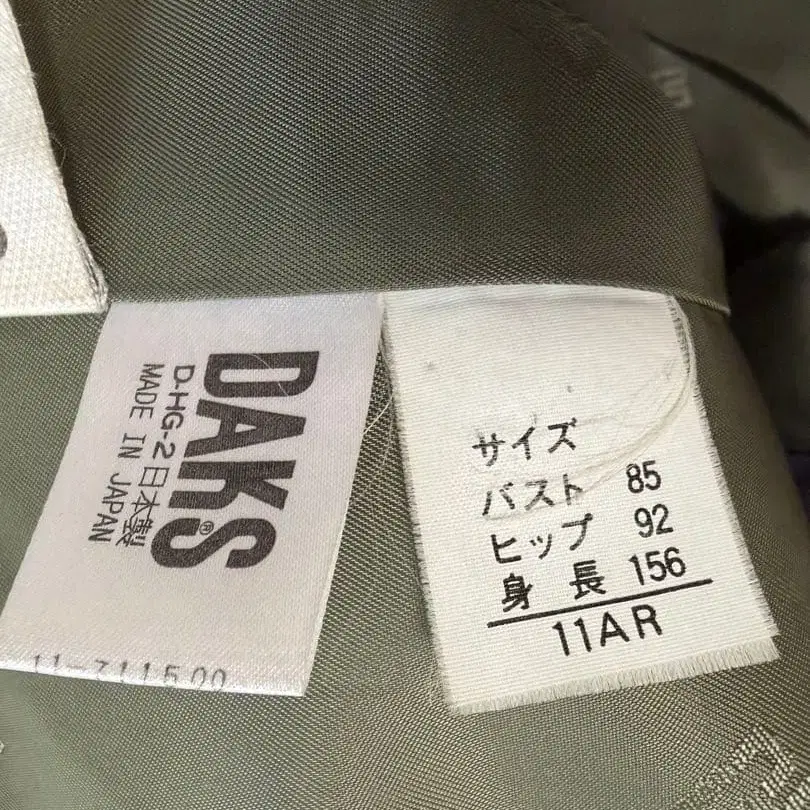 DAKS®
D-HG-2日本製
MADE IN JAPAN
サイズ
バスト 85
ヒップ 92
身 長 156
11AR